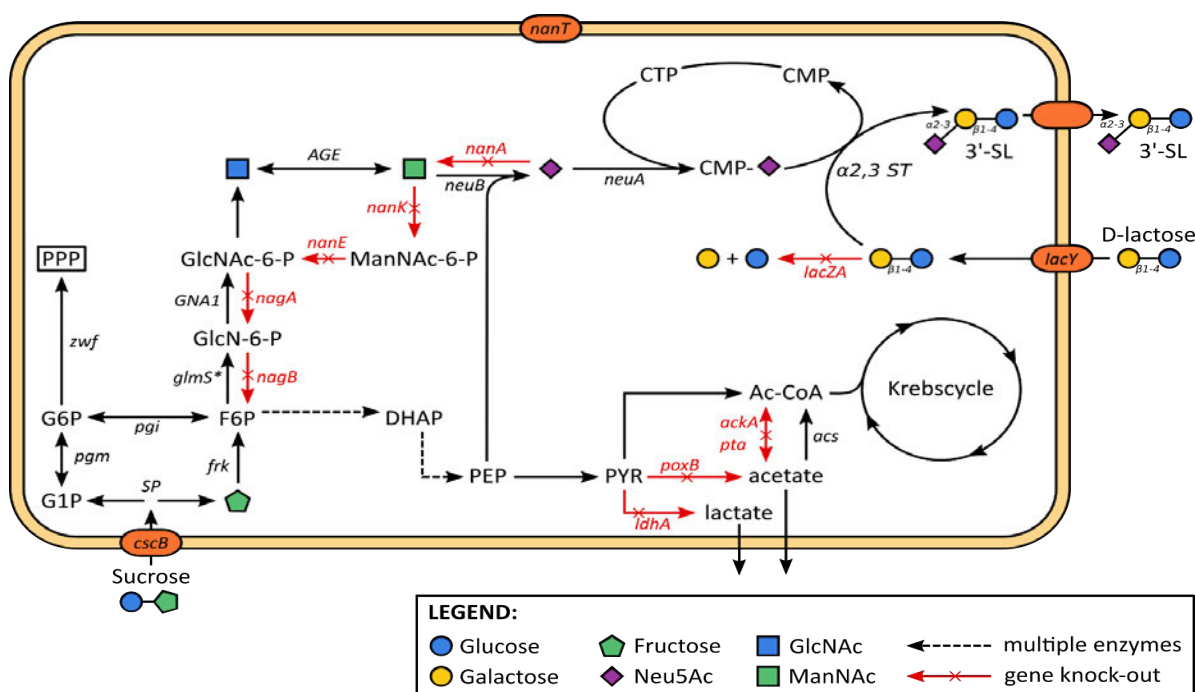 nanT
CTP
CMP
α2-3
β1-4
3'-SL
α2-3
β1-4
3'-SL
AGE
nanA
neuB
neuA
CMP-
α2,3 ST
nanK
nanE
GlcNAc-6-P
ManNAc-6-P
PPP
+
lacZA
β1-4
lacY
D-lactose
β1-4
GNA1
nagA
GlcN-6-P
zwf
glmS*
nagB
Ac-CoA
Krebscycle
G6P
pgi
F6P
DHAP
ackA
pta
acs
pgm
frk
PEP
PYR
poxB
acetate
G1P
SP
ldhA
lactate
cscB
Sucrose
LEGEND:
Glucose
Fructose
GlcNAc
multiple enzymes
Galactose
Neu5Ac
ManNAc
gene knock-out